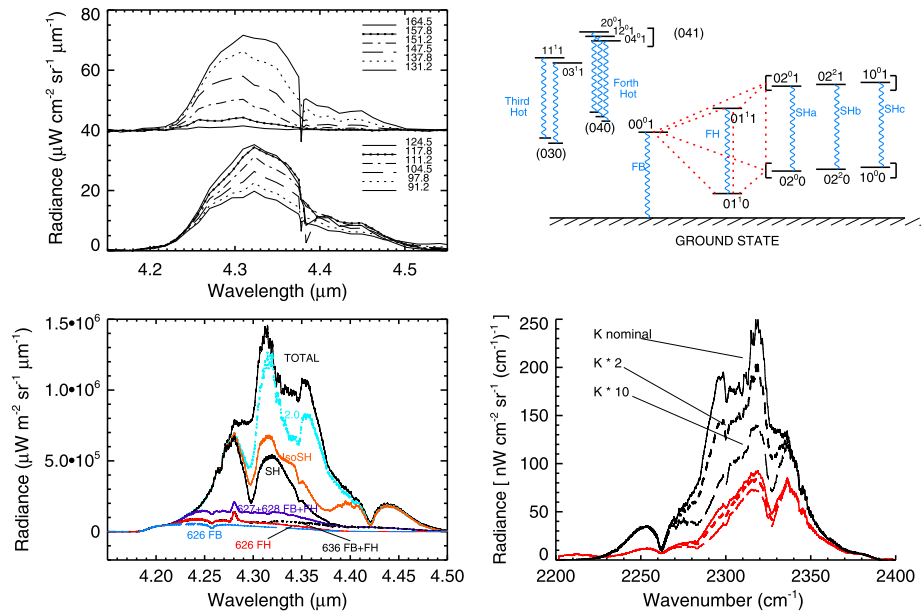 80
60
40
20
0
Radiance (μW cm⁻² sr⁻¹ μm⁻¹)
164.5
157.8
151.2
147.5
137.8
131.2
124.5
117.8
111.2
104.5
97.8
91.2
4.2 4.3 4.4 4.5
Wavelength (μm)
20⁰1
12⁰1
04⁰1
(041)
11¹1
03¹1
Third Hot
Forth Hot
(030)
(040)
00⁰1
01¹1
02⁰1
02²1
10⁰1
FB
FH
SHa
SHb
SHc
01¹0
02⁰0
02²0
10⁰0
GROUND STATE
1.5•10⁶
1.0•10⁶
5.0•10⁵
0
Radiance (μW m⁻² sr⁻¹ μm⁻¹)
TOTAL
2.0
IsoSH
SH
627+628 FB+FH
626 FB
626 FH
636 FB+FH
4.20 4.25 4.30 4.35 4.40 4.45 4.50
Wavelength (μm)
250
200
150
100
50
0
Radiance [ nW cm⁻² sr⁻¹ (cm⁻¹)⁻¹ ]
K nominal
K * 2
K * 10
2200 2250 2300 2350 2400
Wavenumber (cm⁻¹)